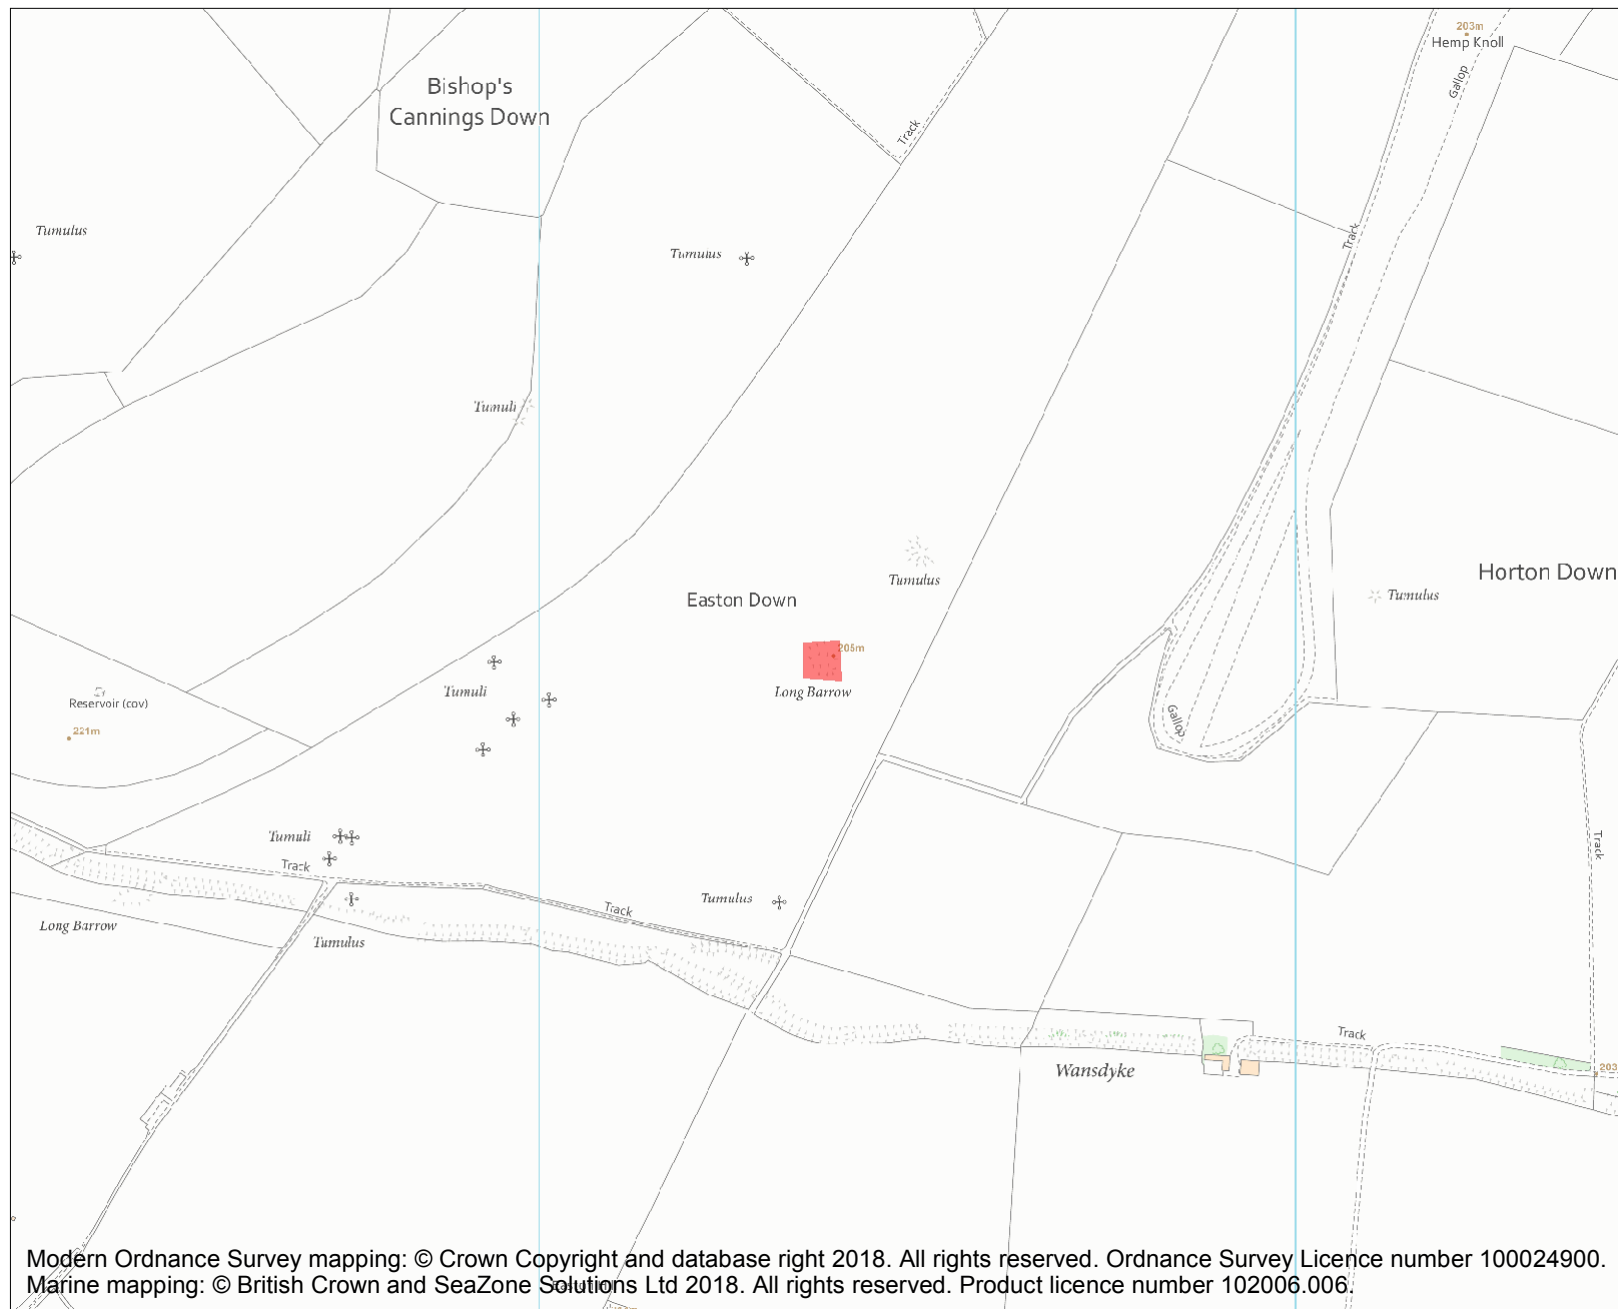 203m
Hemp Knoll
Gallop
Bishop's
Cannings Down
Track
Tumulus
Tumulus
Track
Tumuli
Tumulus
Horton Down
Tumulus
Easton Down
205m
Long Barrow
Tumuli
Reservoir (cov)
221m
Gallop
Track
Tumuli
Track
Tumulus
Track
Long Barrow
Tumulus
Track
Wansdyke
203
Modern Ordnance Survey mapping: © Crown Copyright and database right 2018. All rights reserved. Ordnance Survey Licence number 100024900.
Marine mapping: © British Crown and SeaZone Solutions Ltd 2018. All rights reserved. Product licence number 102006.006.